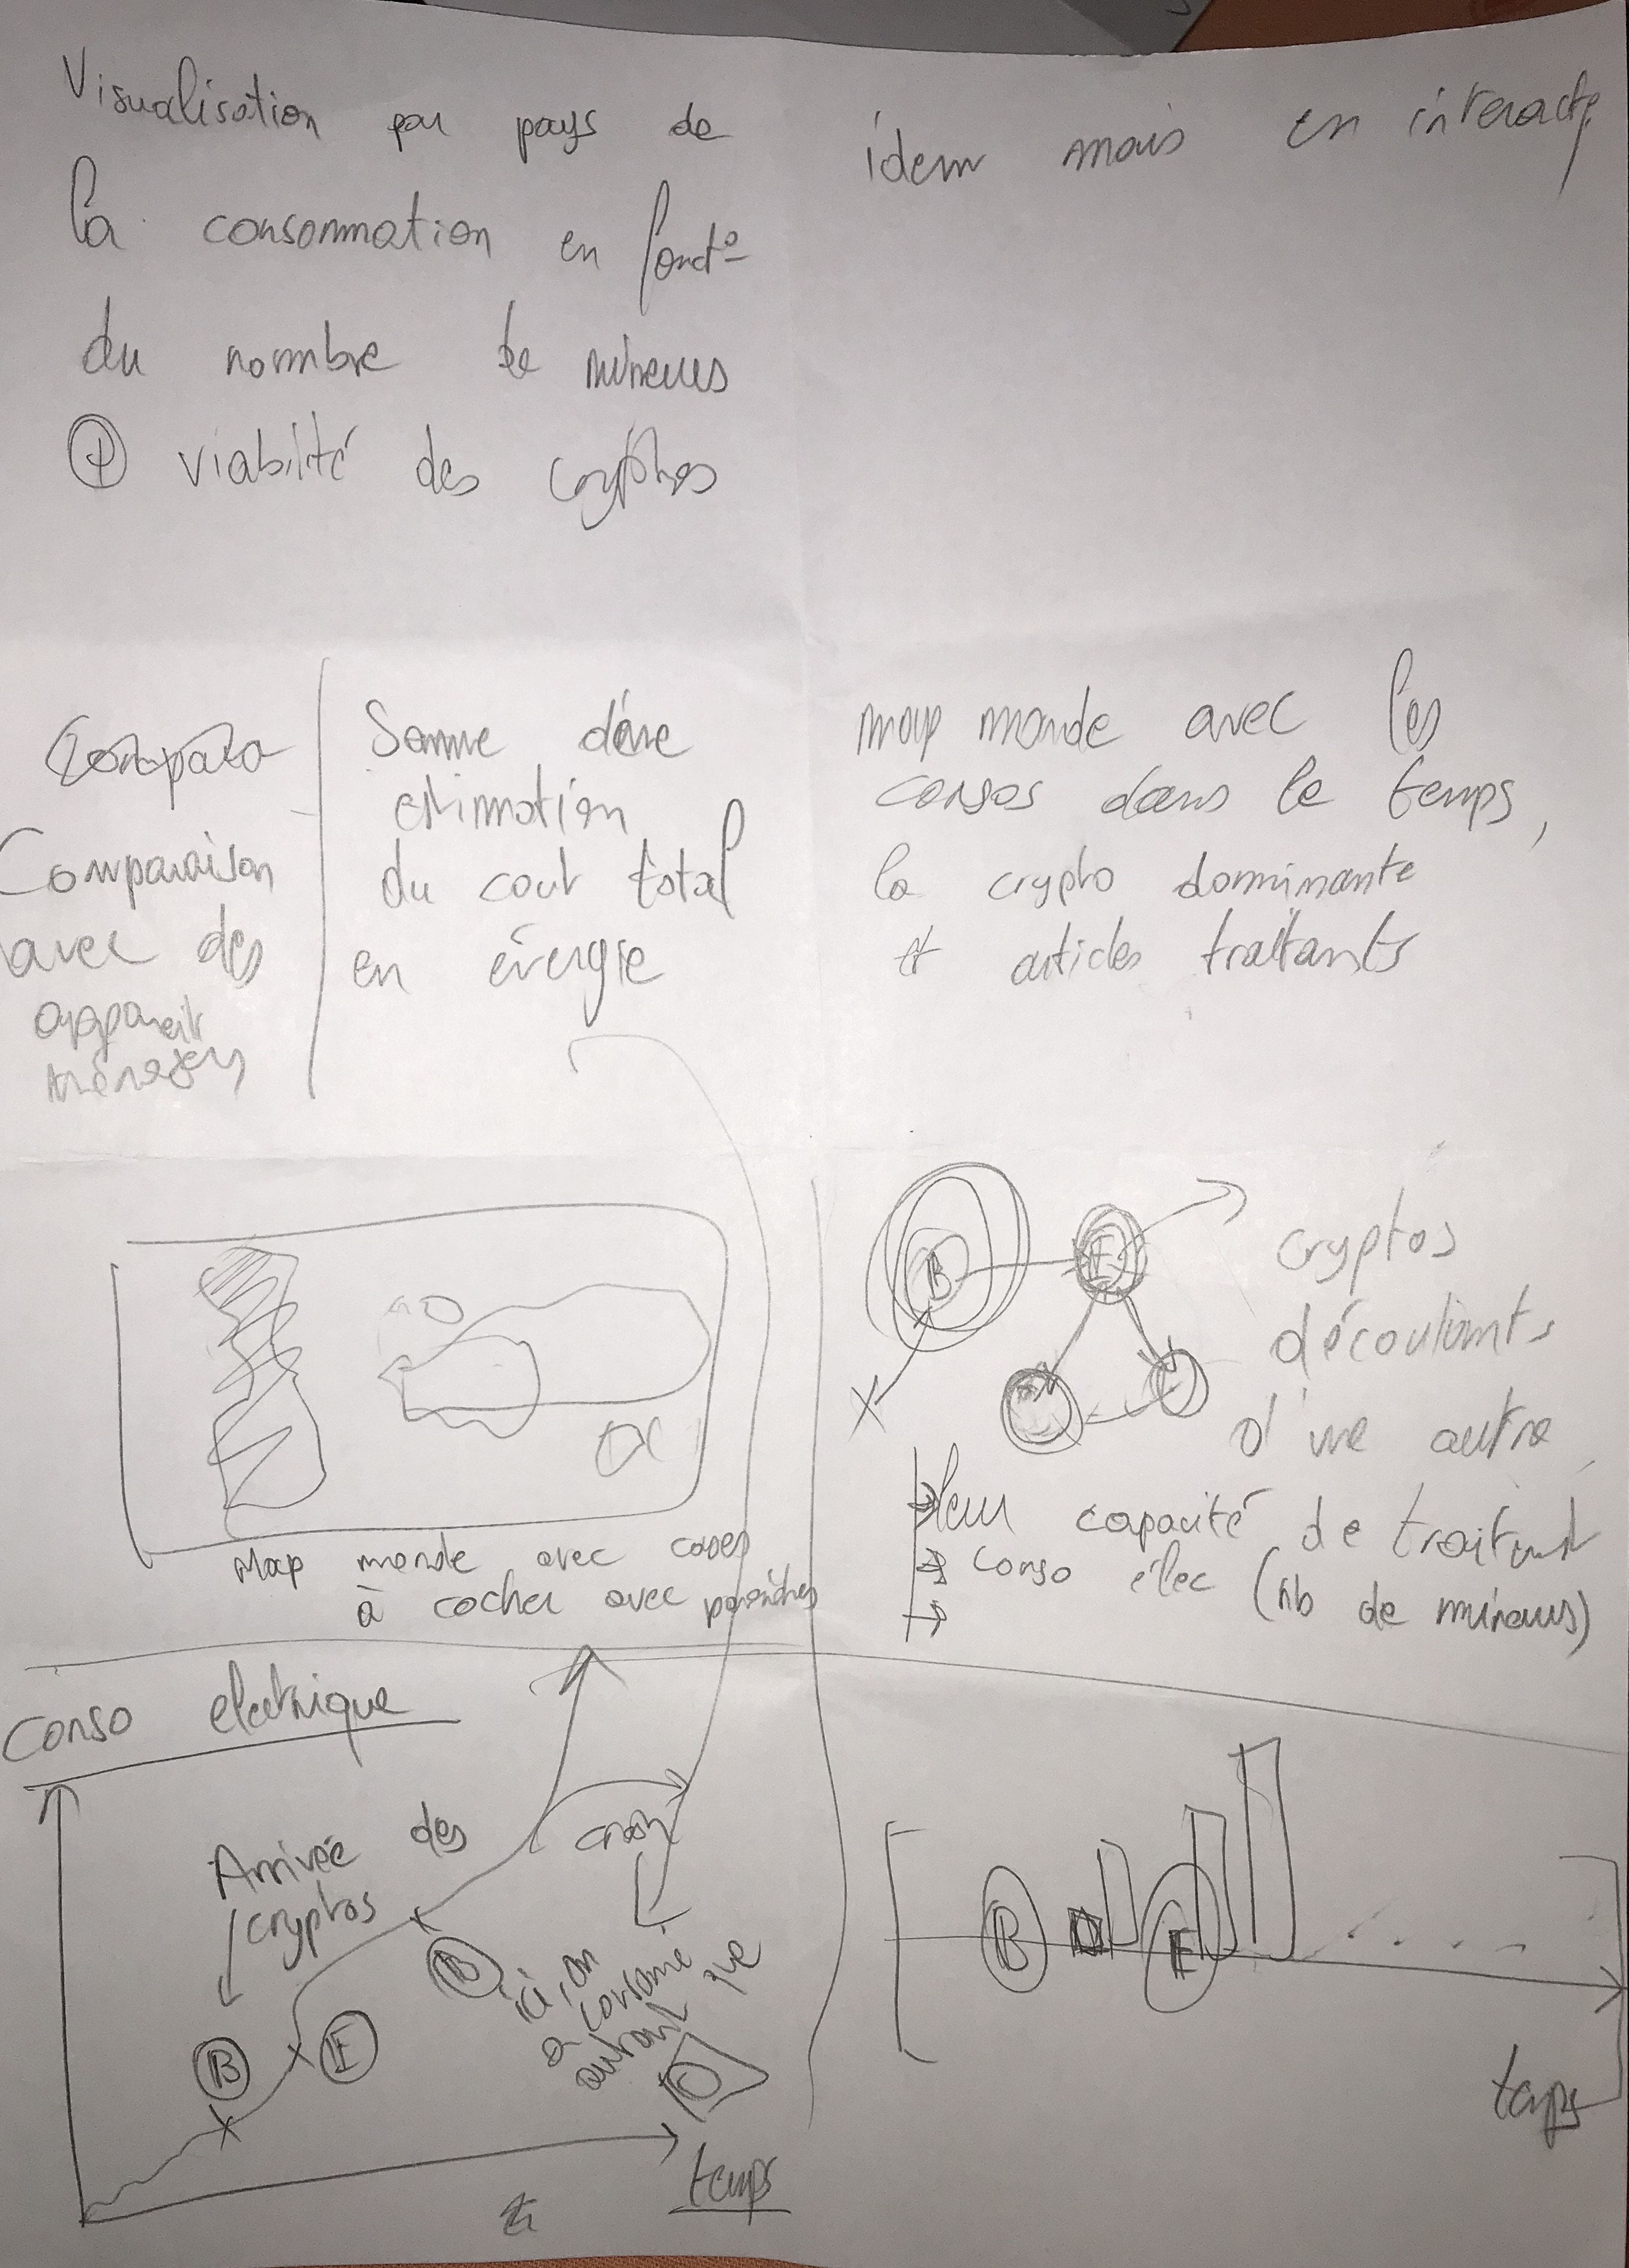 Visualisation par pays de
la consommation en fonct°
du nombre de mineurs
⊕ viabilité des cryptos
idem mais en interactif
Compara
Comparaison
avec des
appareils
ménagers
Somme
estimation
du cout total
en énergie
map monde avec les
consos dans le temps,
la crypto dominante
et articles traitants
Map monde avec cases
à cocher avec
B
E
cryptos
découlants
d'une autre
leur capacité de
conso élec (nb de mineurs)
Conso electrique
Arrivée des
cryptos
crash
B
E
B
ici, on
a consommé
autant que
temps
B
E
temps